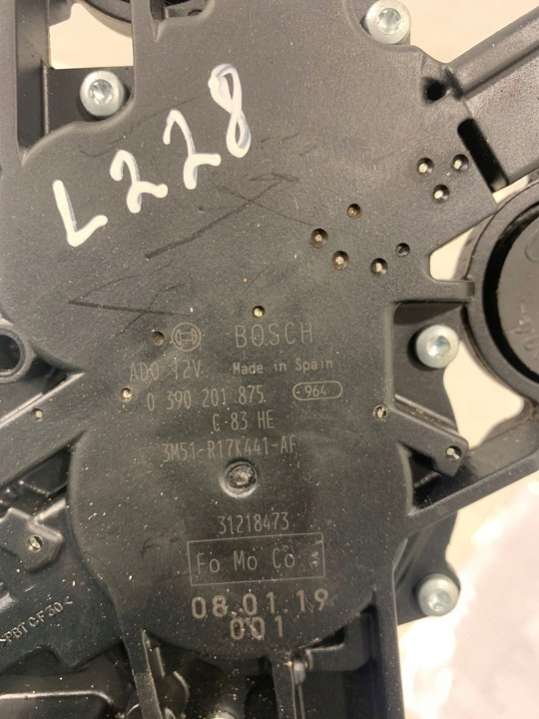 L228
BOSCH
ADO 12V Made in Spain
0 390 201 875 964
C-83 HE
3M51-R17K441-AF
31218473
Fo Mo Co
08.01.19
001